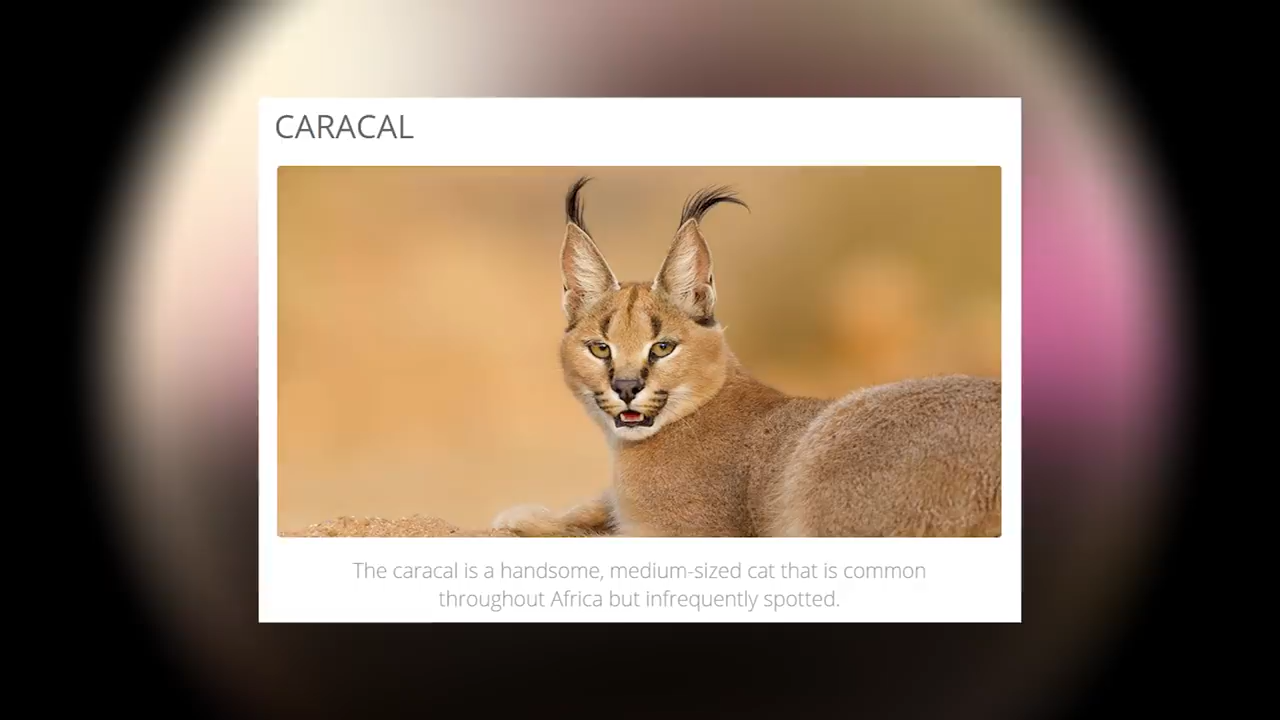 CARACAL
The caracal is a handsome, medium-sized cat that is common
throughout Africa but infrequently spotted.